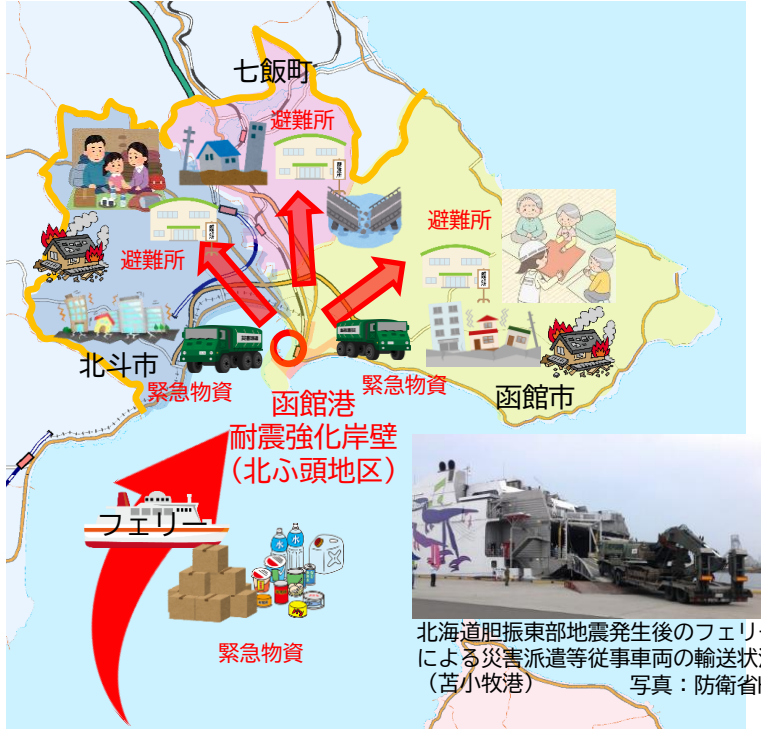 七飯町
避難所
避難所
避難所
北斗市
緊急物資
緊急物資
函館市
函館港
耐震強化岸壁
（北ふ頭地区）
フェリー
水
水
緊急物資
北海道胆振東部地震発生後のフェリー
による災害派遣等従事車両の輸送状
（苫小牧港）　写真：防衛省